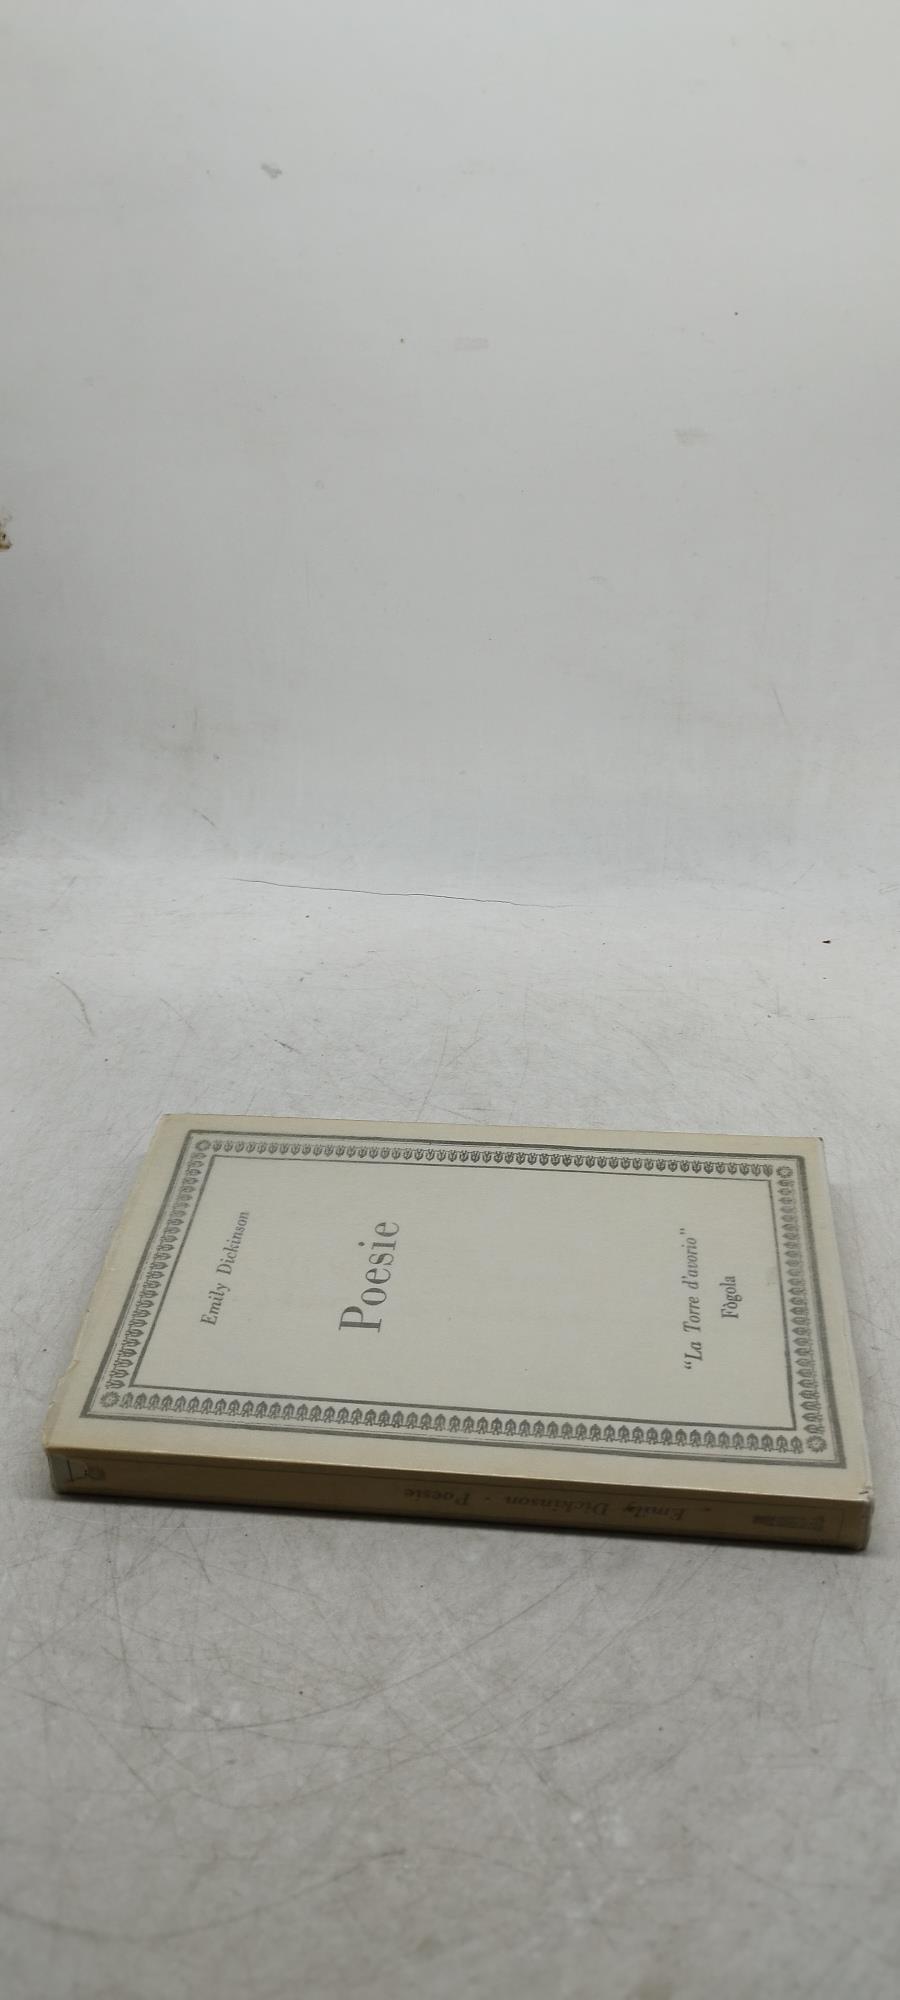 Emily Dickinson
Poesie
“La Torre d’avorio”
Fògola
Emily Dickinson - Poesie